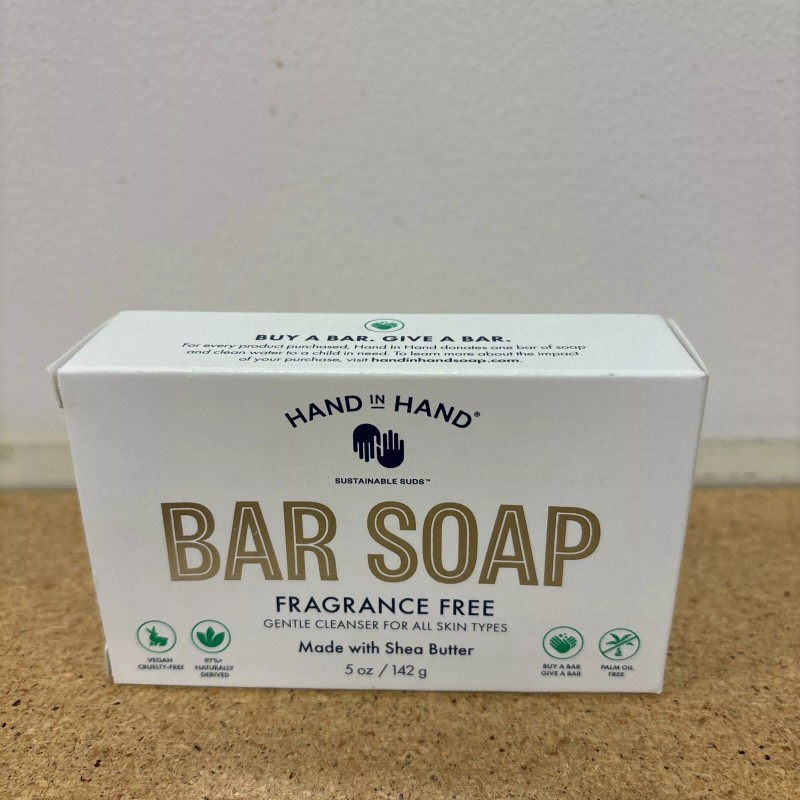 BUY A BAR. GIVE A BAR.
For every product purchased, Hand In Hand donates one bar of soap
and clean water to a child in need. To learn more about the impact
of your purchase, visit handinhandsoap.com.
HAND IN HAND®
SUSTAINABLE SUDS™
BAR SOAP
FRAGRANCE FREE
GENTLE CLEANSER FOR ALL SKIN TYPES
Made with Shea Butter
5 oz / 142 g
VEGAN
CRUELTY-FREE
97%+
NATURALLY
DERIVED
BUY A BAR
GIVE A BAR
PALM OIL
FREE